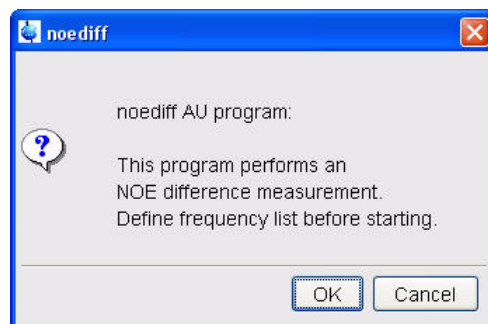 noediff
noediff AU program:
This program performs an
NOE difference measurement.
Define frequency list before starting.
OK
Cancel